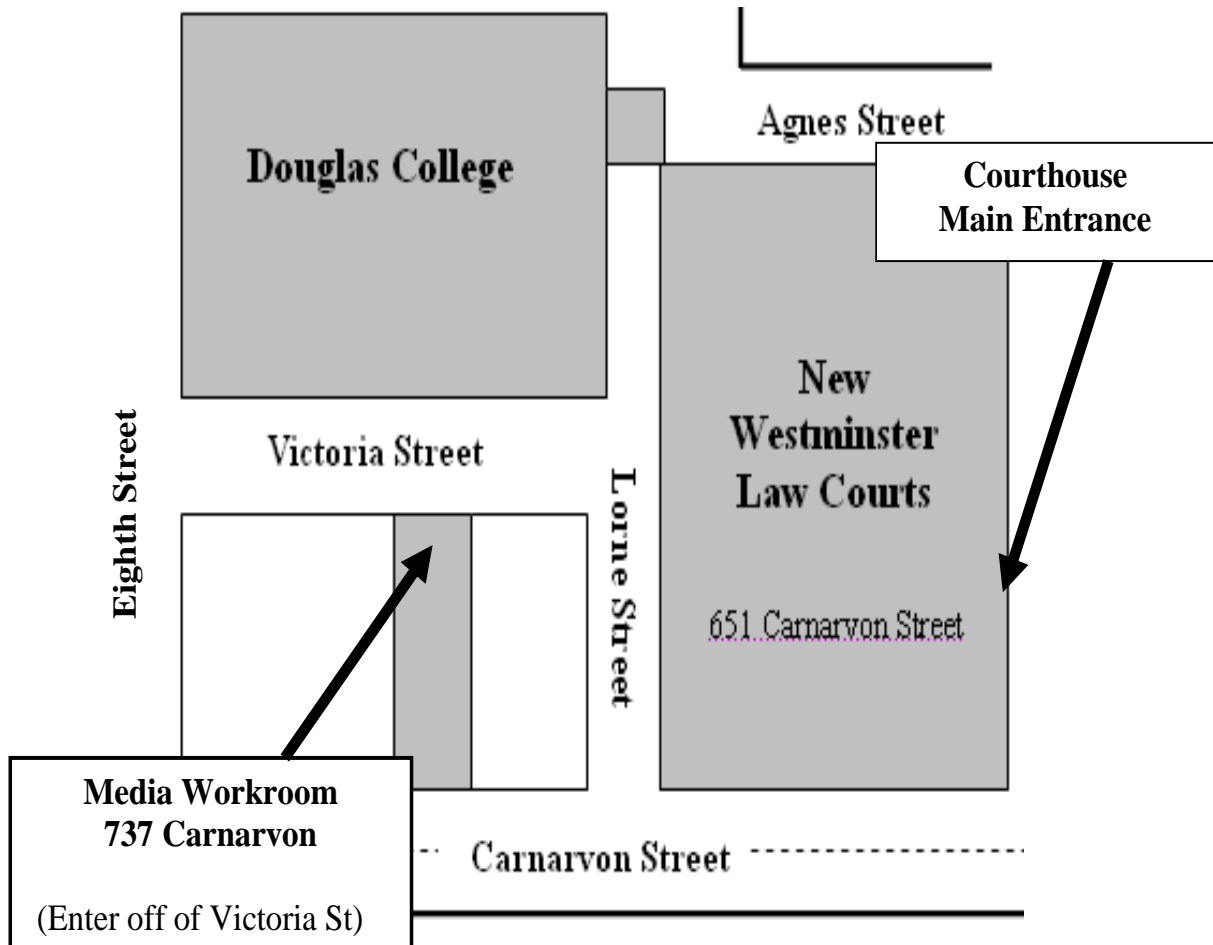 Agnes Street
Douglas College
Courthouse
Main Entrance
New
Westminster
Law Courts
651 Carnarvon Street
Victoria Street
Eighth Street
Lorne Street
Media Workroom
737 Carnarvon
(Enter off of Victoria St)
Carnarvon Street